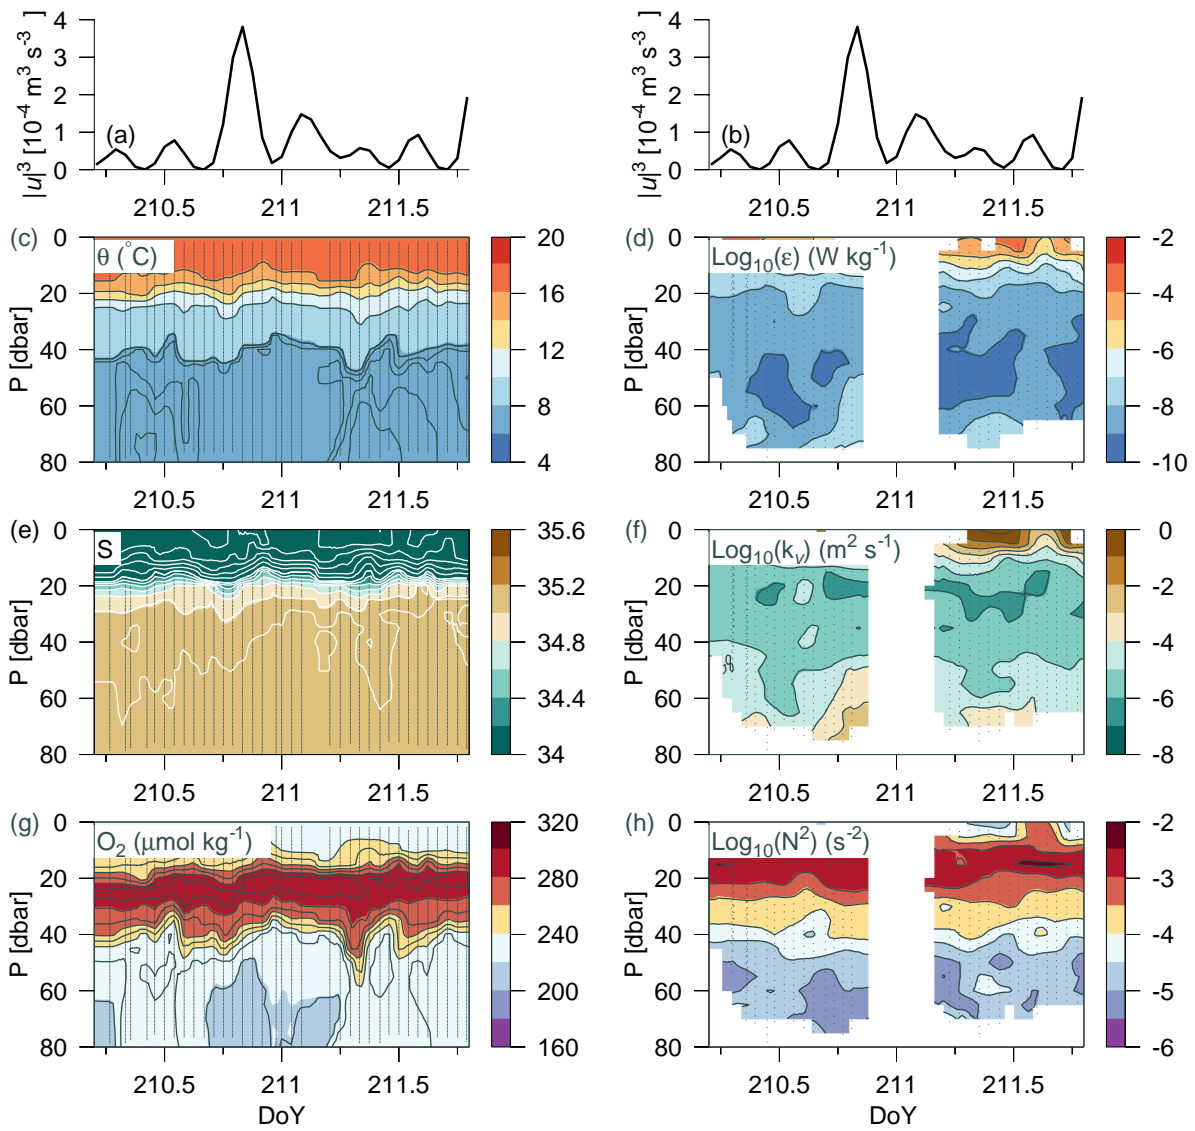 4
3
2
1
0
|u|³ [10⁻⁴ m³ s⁻³]
(a)
210.5 211 211.5
4
3
2
1
0
|u|³ [10⁻⁴ m³ s⁻³]
(b)
210.5 211 211.5
(c)
θ (°C)
0
20
40
60
80
P [dbar]
210.5 211 211.5
20
16
12
8
4
(d)
Log₁₀(ε) (W kg⁻¹)
0
20
40
60
80
P [dbar]
210.5 211 211.5
-2
-4
-6
-8
-10
(e)
S
0
20
40
60
80
P [dbar]
210.5 211 211.5
35.6
35.2
34.8
34.4
34
(f)
Log₁₀(kᵥ) (m² s⁻¹)
0
20
40
60
80
P [dbar]
210.5 211 211.5
0
-2
-4
-6
-8
(g)
O₂ (μmol kg⁻¹)
0
20
40
60
80
P [dbar]
210.5 211 211.5
DoY
320
280
240
200
160
(h)
Log₁₀(N²) (s⁻²)
0
20
40
60
80
P [dbar]
210.5 211 211.5
DoY
-2
-3
-4
-5
-6